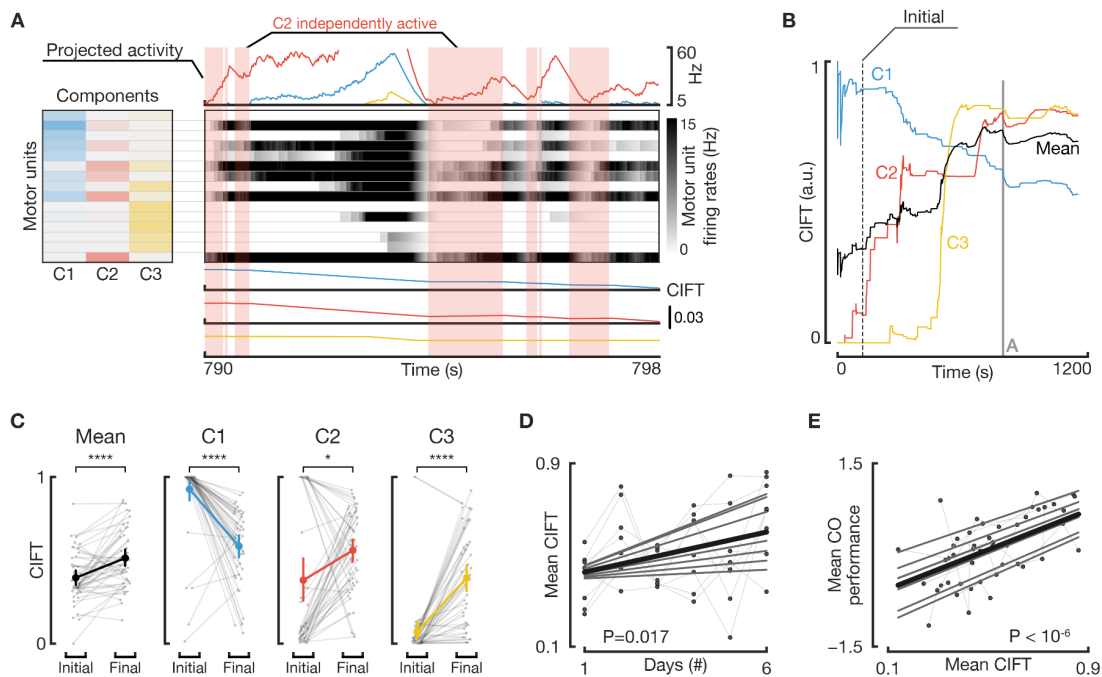 A
C2 independently active
Projected activity
60
Hz
5
Components
Motor units
C1 C2 C3
15
Motor unit
firing rates (Hz)
0
CIFT
0.03
790 Time (s) 798
B
Initial
1
CIFT (a.u.)
0
C1
C2
C3
Mean
A
0 Time (s) 1200
C
Mean C1 C2 C3
**** **** * ****
1
CIFT
0
Initial Final Initial Final Initial Final Initial Final
D
0.9
Mean CIFT
0.1
P=0.017
1 Days (#) 6
E
1.5
Mean CO
performance
−1.5
P < 10⁻⁶
0.1 Mean CIFT 0.9